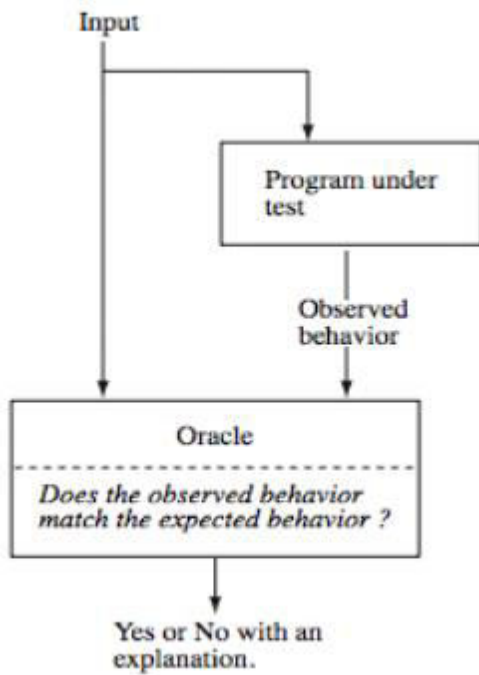 Input
Program under
test
Observed
behavior
Oracle
Does the observed behavior
match the expected behavior ?
Yes or No with an
explanation.